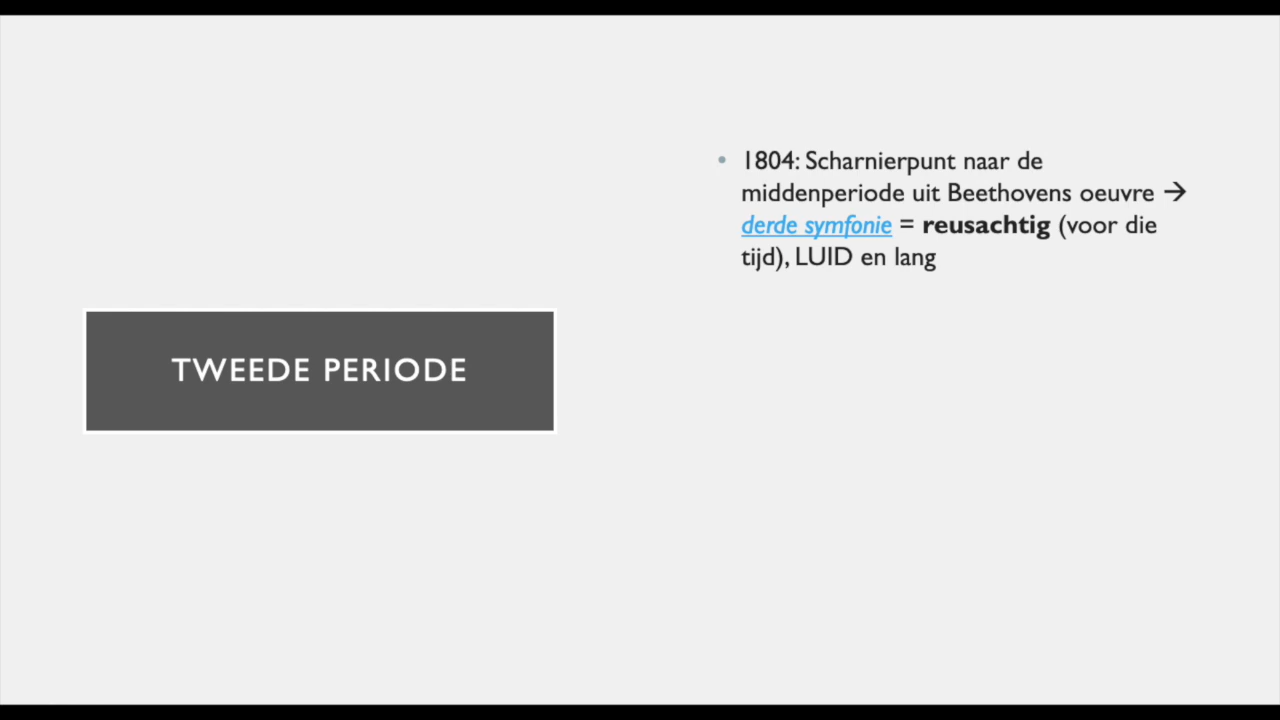 TWEEDE PERIODE
• 1804: Scharnierpunt naar de
middenperiode uit Beethovens oeuvre →
derde symfonie = reusachtig (voor die
tijd), LUID en lang